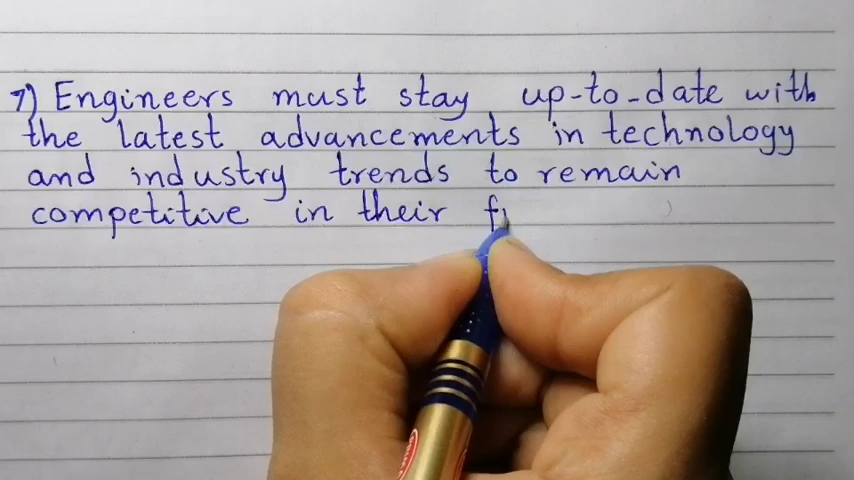 7) Engineers must stay up-to-date with
the latest advancements in technology
and industry trends to remain
competitive in their